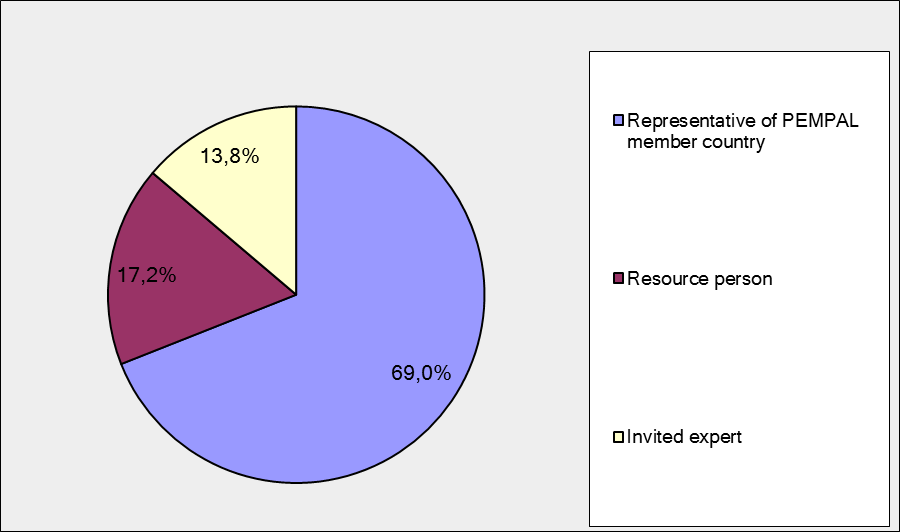 13,8%
17,2%
69,0%
Representative of PEMPAL
member country
Resource person
Invited expert